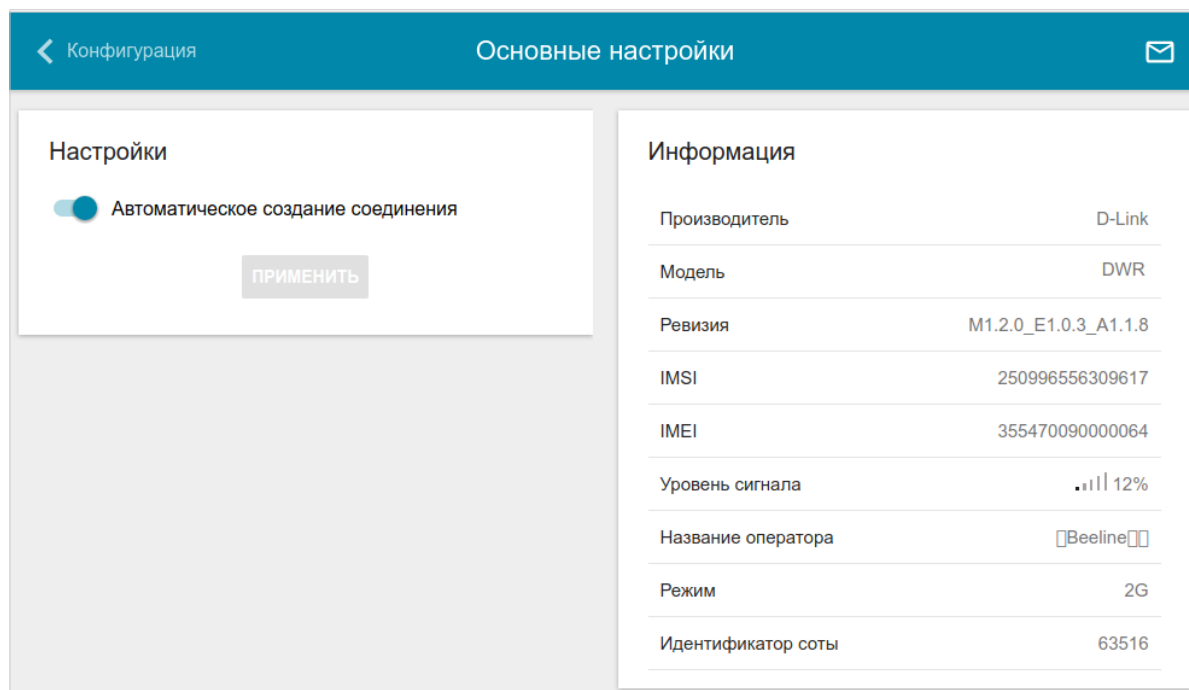 Конфигурация
Основные настройки
Настройки
Автоматическое создание соединения
ПРИМЕНИТЬ
Информация
Производитель D-Link
Модель DWR
Ревизия M1.2.0_E1.0.3_A1.1.8
IMSI 250996556309617
IMEI 355470090000064
Уровень сигнала 12%
Название оператора ▯Beeline▯▯
Режим 2G
Идентификатор соты 63516